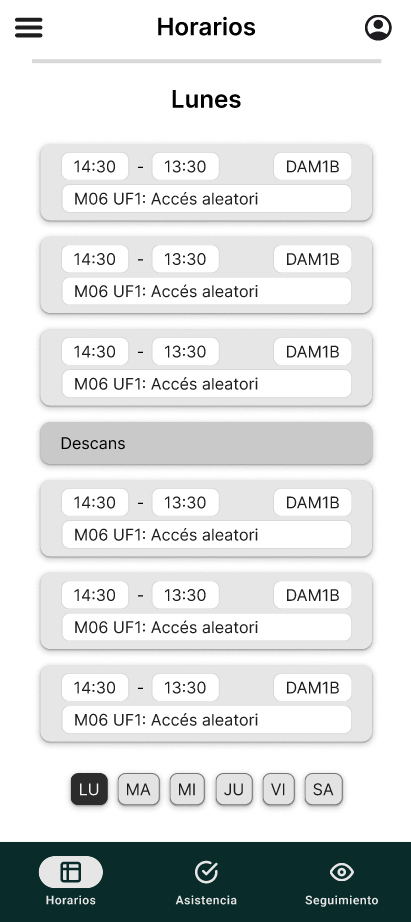 Horarios
Lunes
14:30 - 13:30 DAM1B
M06 UF1: Accés aleatori
14:30 - 13:30 DAM1B
M06 UF1: Accés aleatori
14:30 - 13:30 DAM1B
M06 UF1: Accés aleatori
Descans
14:30 - 13:30 DAM1B
M06 UF1: Accés aleatori
14:30 - 13:30 DAM1B
M06 UF1: Accés aleatori
14:30 - 13:30 DAM1B
M06 UF1: Accés aleatori
LU MA MI JU VI SA
Horarios Asistencia Seguimiento